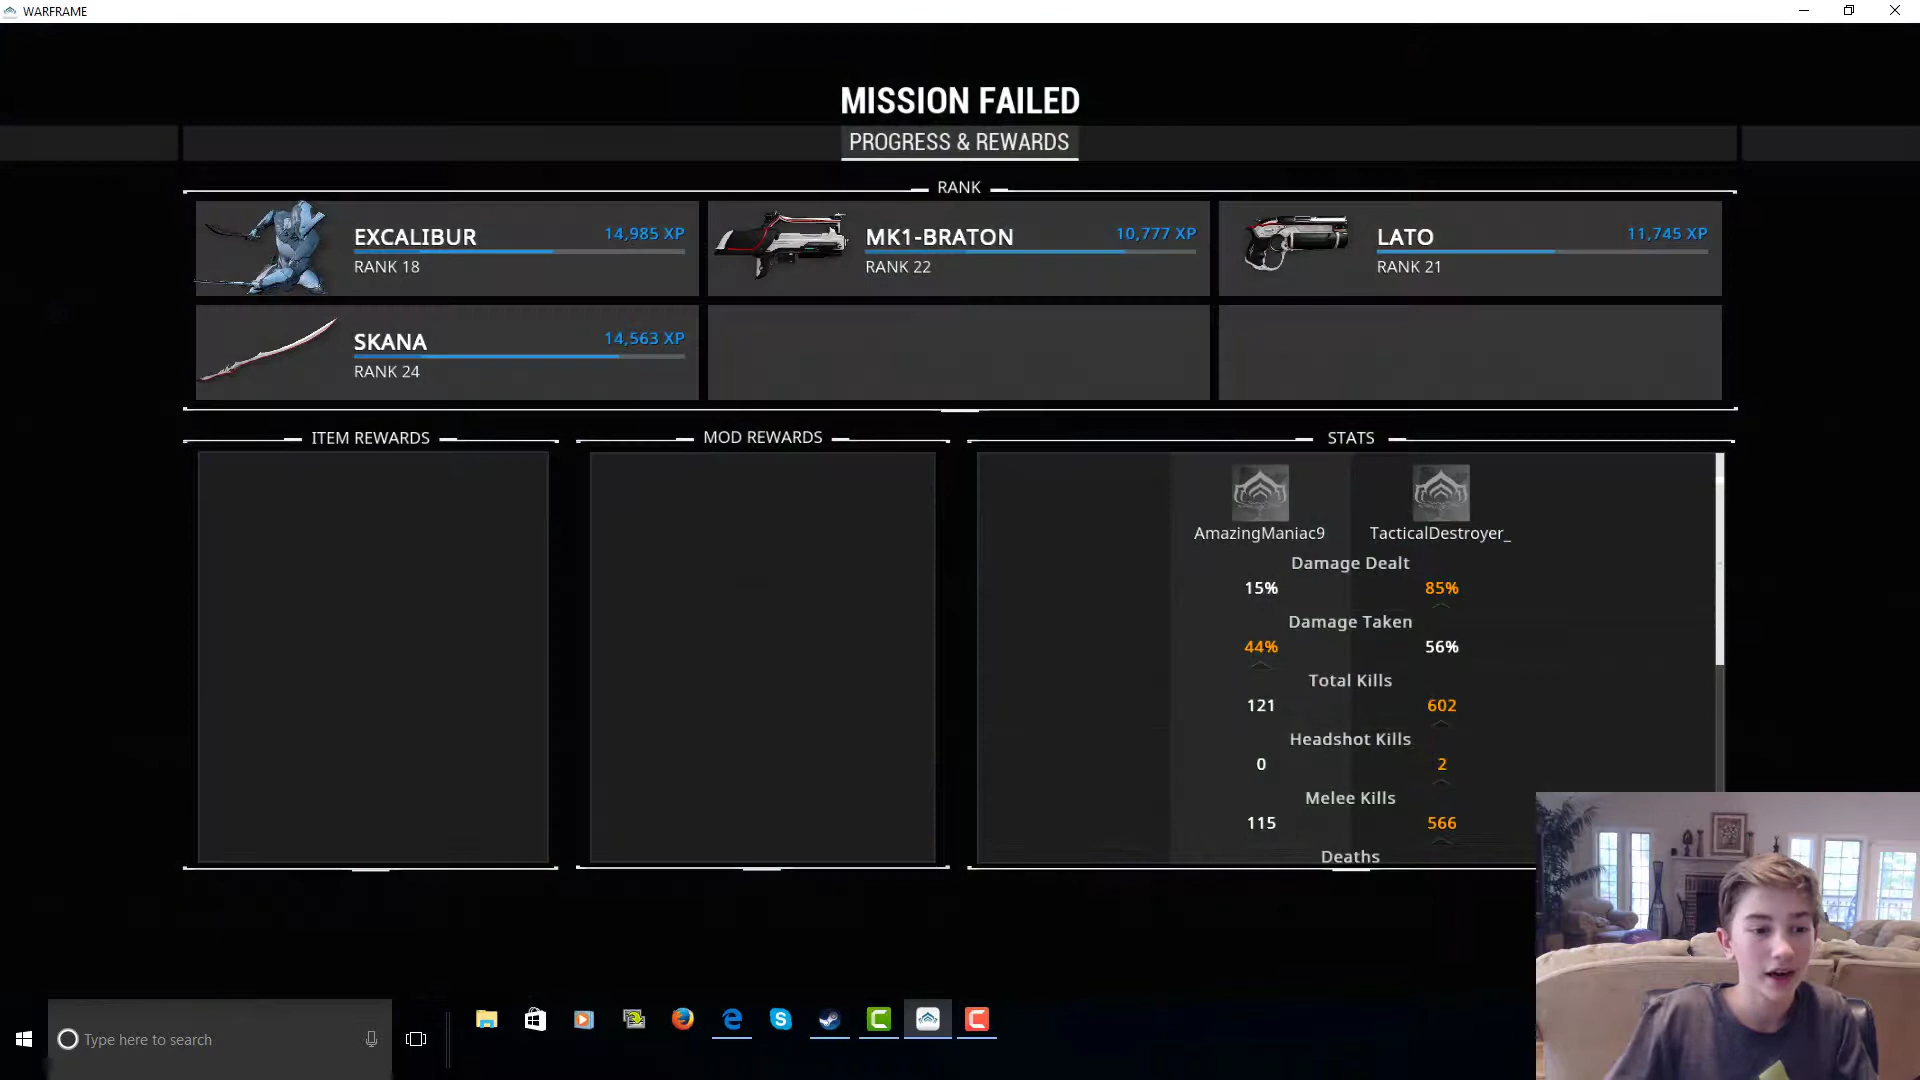 WARFRAME
MISSION FAILED
PROGRESS & REWARDS
RANK
EXCALIBUR 14,985 XP
RANK 18
MK1-BRATON 10,777 XP
RANK 22
LATO 11,745 XP
RANK 21
SKANA 14,563 XP
RANK 24
ITEM REWARDS
MOD REWARDS
STATS
AmazingManiac9 TacticalDestroyer_
Damage Dealt
15% 85%
Damage Taken
44% 56%
Total Kills
121 602
Headshot Kills
0 2
Melee Kills
115 566
Deaths
Type here to search